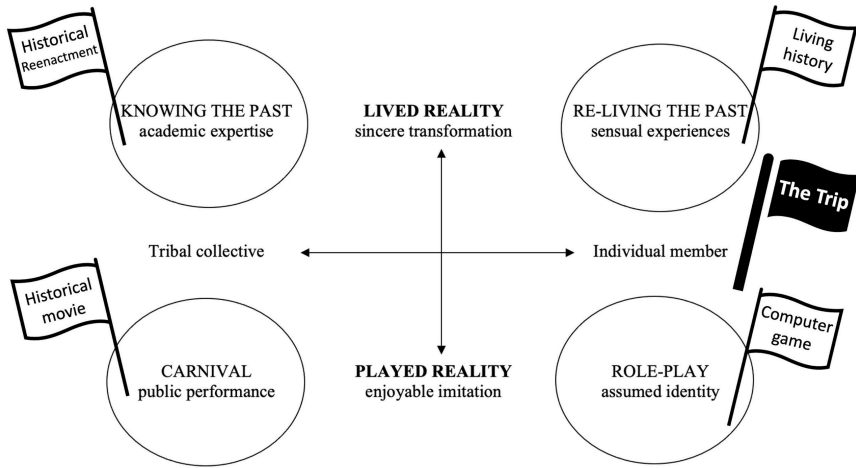 Historical
Reenactment
KNOWING THE PAST
academic expertise
LIVED REALITY
sincere transformation
Living
history
RE-LIVING THE PAST
sensual experiences
The Trip
Tribal collective
Individual member
Historical
movie
CARNIVAL
public performance
PLAYED REALITY
enjoyable imitation
Computer
game
ROLE-PLAY
assumed identity